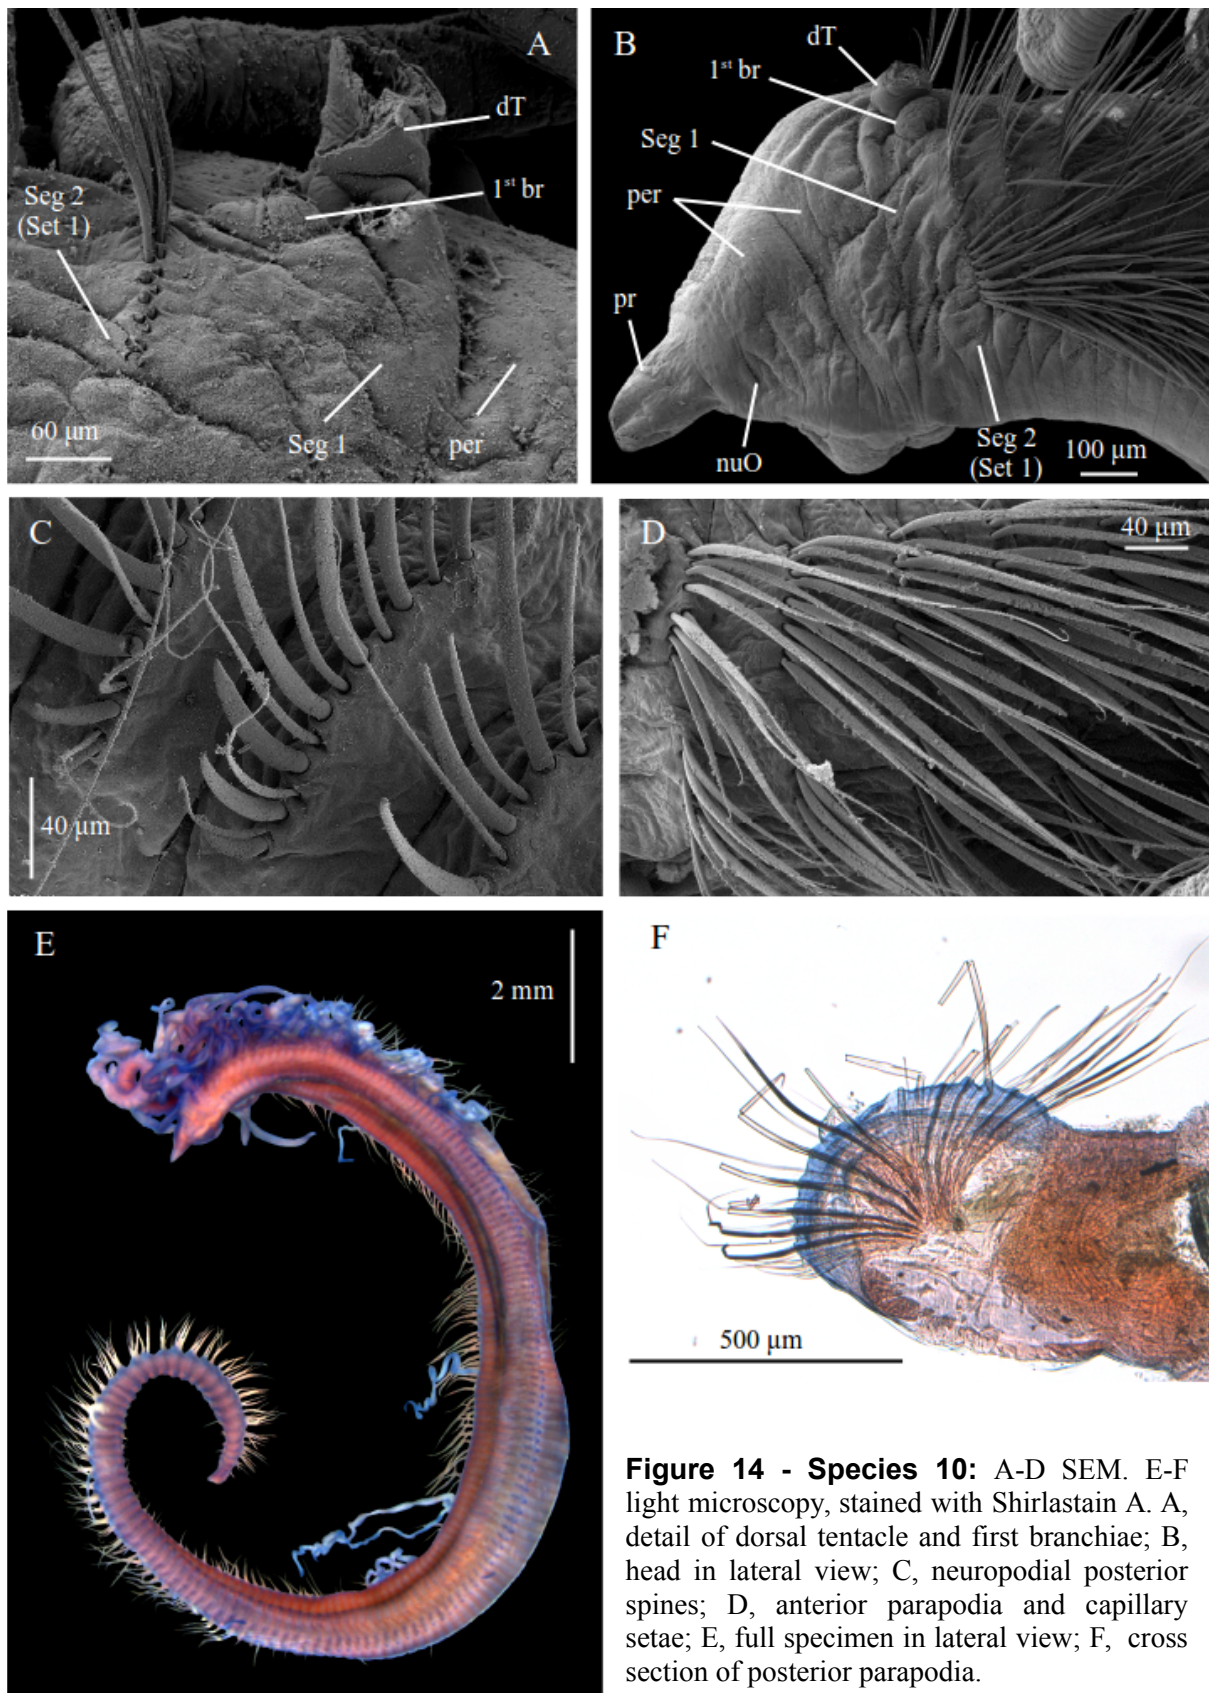 A
dT
1st br
Seg 2
(Set 1)
60 µm
Seg 1
per
B
dT
1st br
Seg 1
per
pr
nuO
Seg 2
(Set 1)
100 µm
C
40 µm
D
40 µm
E
2 mm
F
500 µm
Figure 14 - Species 10: A-D SEM. E-F
light microscopy, stained with Shirlastain A. A,
detail of dorsal tentacle and first branchiae; B,
head in lateral view; C, neuropodial posterior
spines; D, anterior parapodia and capillary
setae; E, full specimen in lateral view; F, cross
section of posterior parapodia.